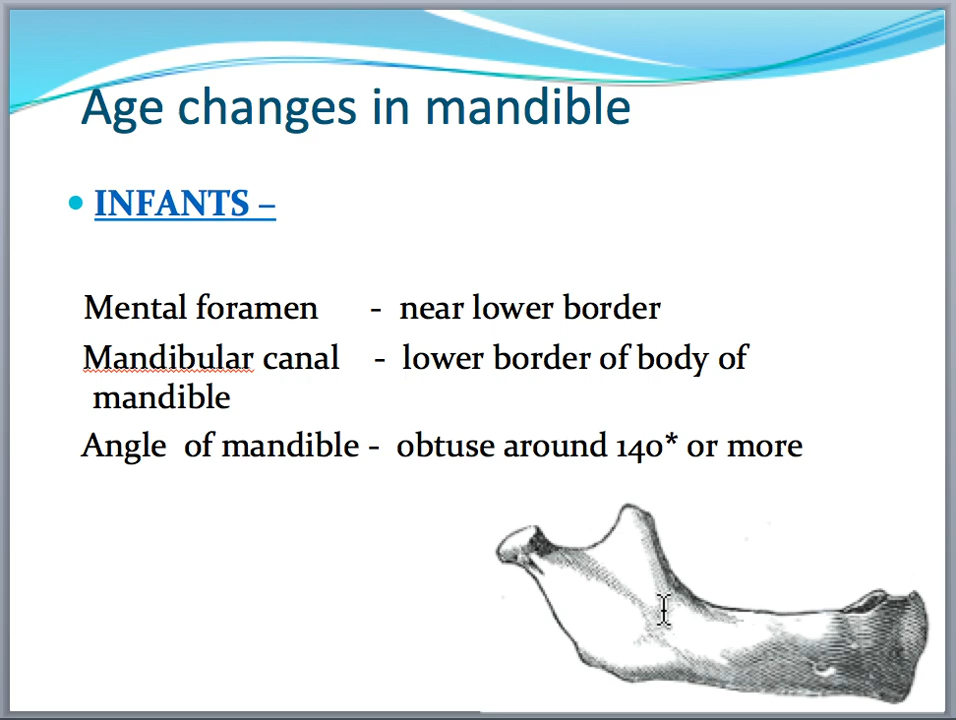 Age changes in mandible
INFANTS –
Mental foramen - near lower border
Mandibular canal - lower border of body of
mandible
Angle of mandible - obtuse around 140* or more